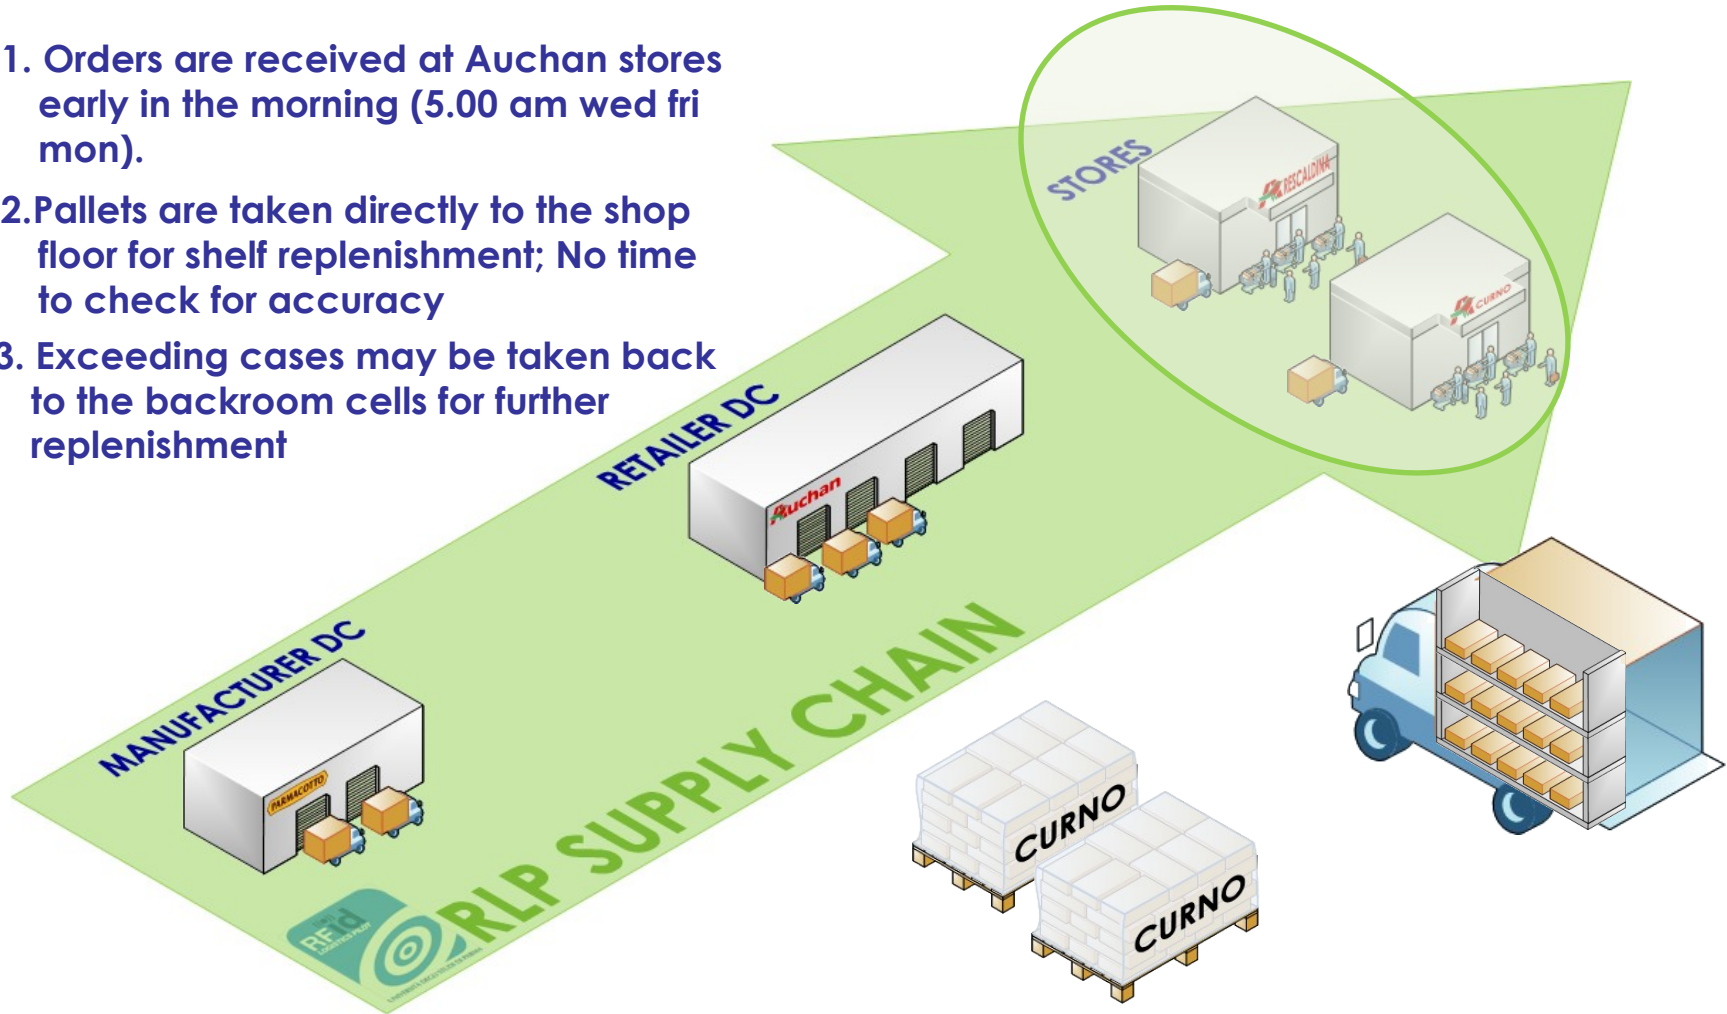 1. Orders are received at Auchan stores
early in the morning (5.00 am wed fri
mon).
2.Pallets are taken directly to the shop
floor for shelf replenishment; No time
to check for accuracy
3. Exceeding cases may be taken back
to the backroom cells for further
replenishment
STORES
RESCALDINA
CURNO
RETAILER DC
Auchan
MANUFACTURER DC
PARMACOTTO
RLP SUPPLY CHAIN
RFid
LOGISTICS PILOT
CURNO
CURNO